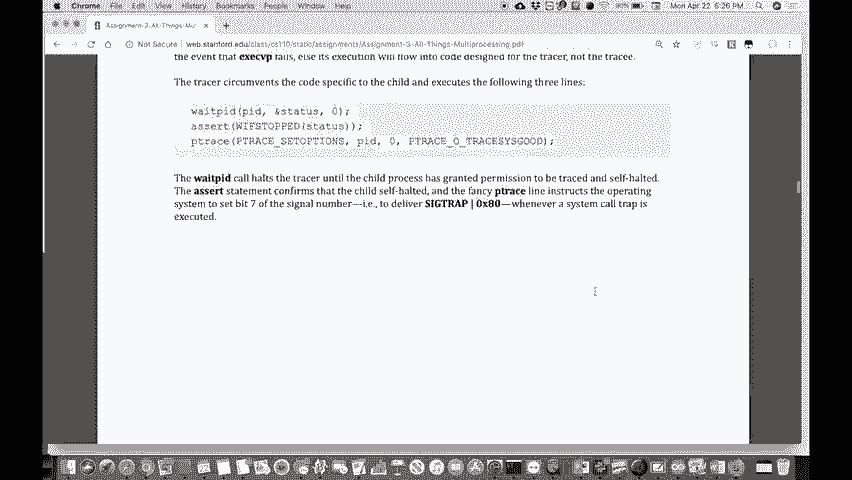 Chrome File Edit View History Bookmarks People Window Help
Mon Apr 22 6:26 PM
Assignment-3-All-Things-Mu
Not Secure web.stanford.edu/class/cs110/static/assignments/Assignment-3-All-Things-Multiprocessing.pdf
the event that execvp fails, else its execution will flow into code designed for the tracer, not the tracee.
The tracer circumvents the code specific to the child and executes the following three lines:
waitpid(pid, &status, 0);
assert(WIFSTOPPED(status));
ptrace(PTRACE_SETOPTIONS, pid, 0, PTRACE_O_TRACESYSGOOD);
The waitpid call halts the tracer until the child process has granted permission to be traced and self-halted.
The assert statement confirms that the child self-halted, and the fancy ptrace line instructs the operating
system to set bit 7 of the signal number—i.e., to deliver SIGTRAP | 0x80—whenever a system call trap is
executed.